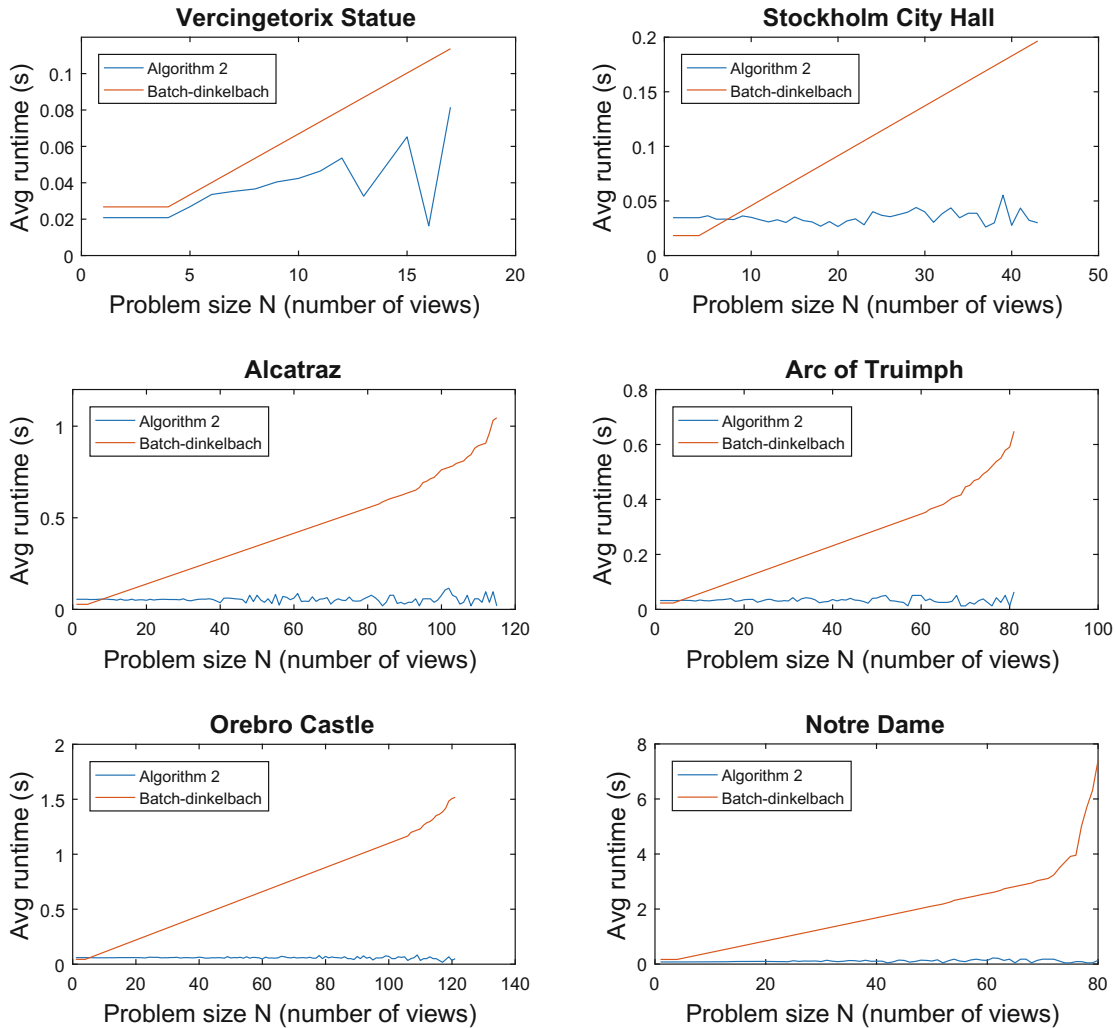 Vercingetorix Statue
Avg runtime (s)
0.1
0.08
0.06
0.04
0.02
0
Algorithm 2
Batch-dinkelbach
0 5 10 15 20
Problem size N (number of views)
Stockholm City Hall
Avg runtime (s)
0.2
0.15
0.1
0.05
0
Algorithm 2
Batch-dinkelbach
0 10 20 30 40 50
Problem size N (number of views)
Alcatraz
Avg runtime (s)
1
0.5
0
Algorithm 2
Batch-dinkelbach
0 20 40 60 80 100 120
Problem size N (number of views)
Arc of Truimph
Avg runtime (s)
0.8
0.6
0.4
0.2
0
Algorithm 2
Batch-dinkelbach
0 20 40 60 80 100
Problem size N (number of views)
Orebro Castle
Avg runtime (s)
2
1.5
1
0.5
0
Algorithm 2
Batch-dinkelbach
0 20 40 60 80 100 120 140
Problem size N (number of views)
Notre Dame
Avg runtime (s)
8
6
4
2
0
Algorithm 2
Batch-dinkelbach
0 20 40 60 80
Problem size N (number of views)